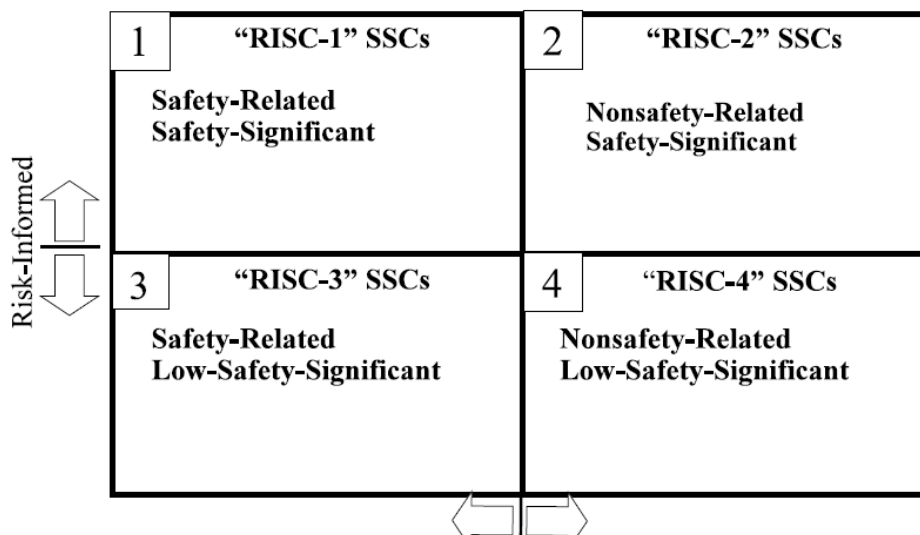 1
“RISC-1” SSCs
Safety-Related
Safety-Significant
2
“RISC-2” SSCs
Nonsafety-Related
Safety-Significant
Risk-Informed
3
“RISC-3” SSCs
Safety-Related
Low-Safety-Significant
4
“RISC-4” SSCs
Nonsafety-Related
Low-Safety-Significant